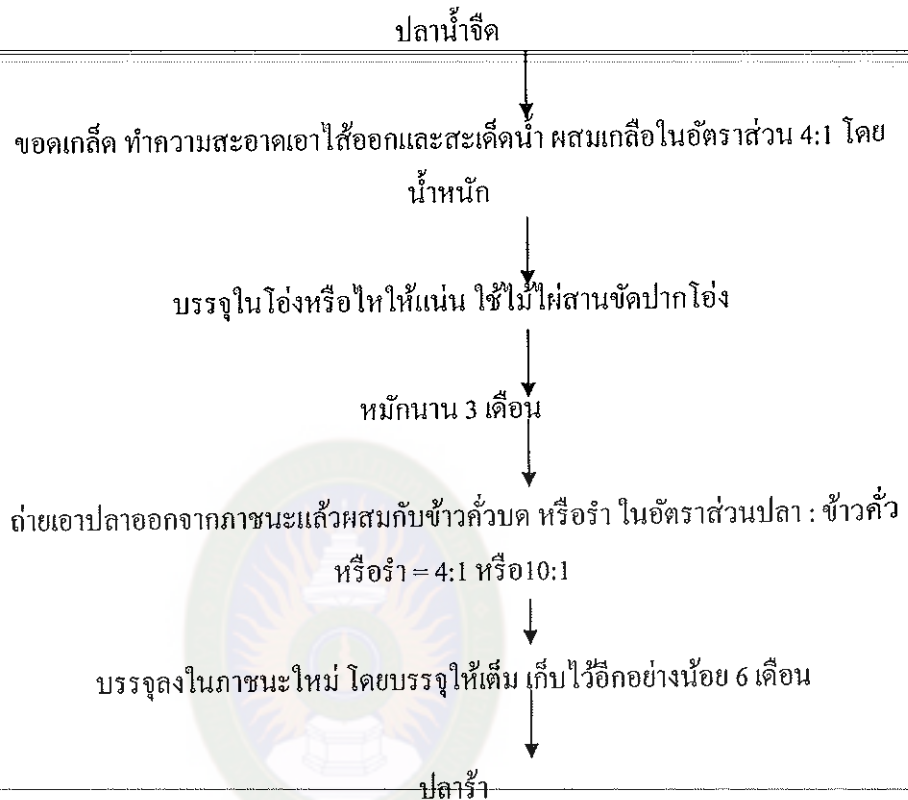 ปลาน้ำจืด
ขอดเกล็ด ทำความสะอาดเอาไส้ออกและสะเด็ดน้ำ ผสมเกลือในอัตราส่วน 4:1 โดย
น้ำหนัก
บรรจุในโอ่งหรือไหให้แน่น ใช้ไม้ไผ่สานขัดปากโอ่ง
หมักนาน 3 เดือน
ถ่ายเอาปลาออกจากภาชนะแล้วผสมกับข้าวคั่วบด หรือรำ ในอัตราส่วนปลา : ข้าวคั่ว
หรือรำ = 4:1 หรือ10:1
บรรจุลงในภาชนะใหม่ โดยบรรจุให้เต็ม เก็บไว้อีกอย่างน้อย 6 เดือน
ปลาร้า